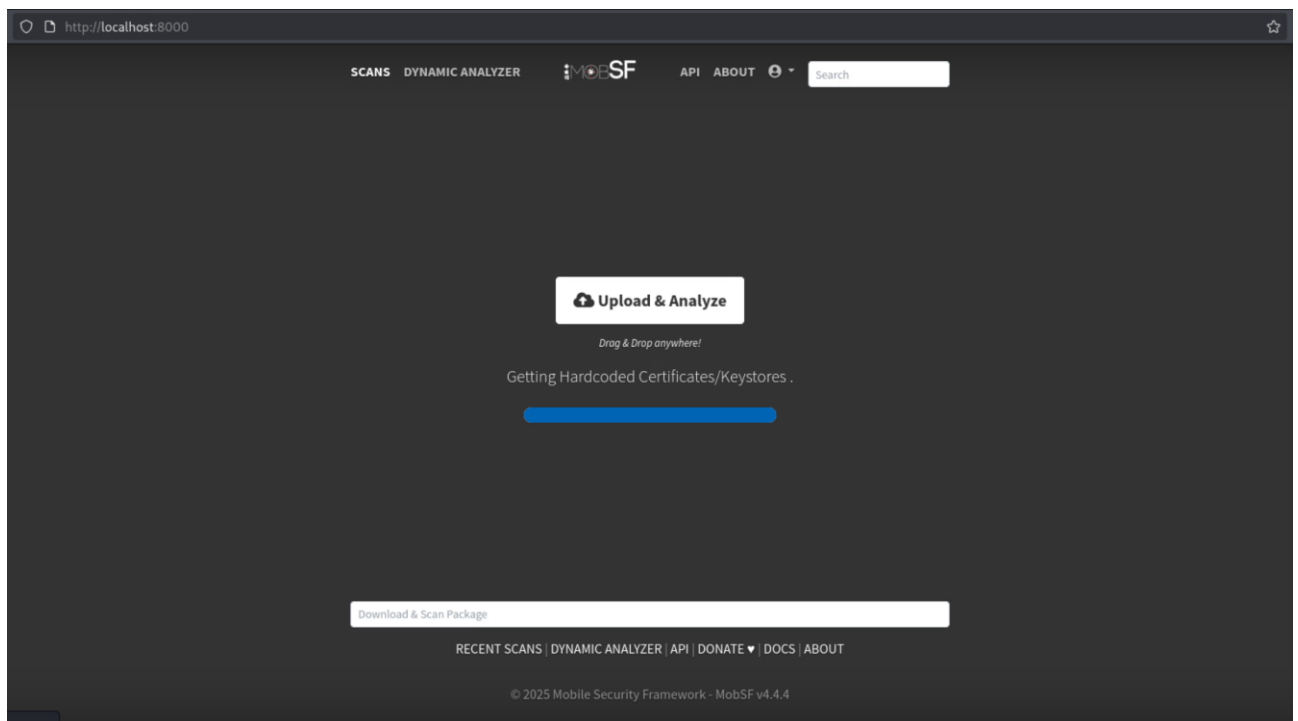 http://localhost:8000
SCANS DYNAMIC ANALYZER MobSF API ABOUT Search
Upload & Analyze
Drag & Drop anywhere!
Getting Hardcoded Certificates/Keystores .
Download & Scan Package
RECENT SCANS | DYNAMIC ANALYZER | API | DONATE ♥ | DOCS | ABOUT
© 2025 Mobile Security Framework - MobSF v4.4.4